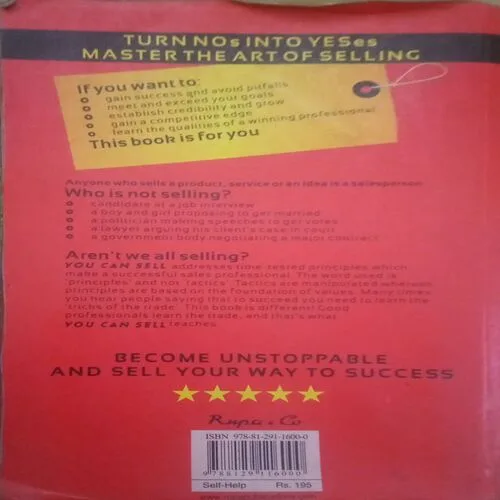 TURN NOs INTO YESes
MASTER THE ART OF SELLING
If you want to:
gain success and avoid pitfalls
meet and exceed your goals
establish credibility and grow
gain a competitive edge
learn the qualities of a winning professional
This book is for you
Anyone who sells a product, service or an idea is a salesperson
Who is not selling?
candidate at a job interview
a boy and girl proposing to get married
a politician making speeches to get votes
a lawyer arguing his client's case in court
a government body negotiating a major contract
Aren't we all selling?
YOU CAN SELL addresses time tested principles which
make a successful sales professional. The word used is
'principles' and not 'tactics'. Tactics are manipulated whereas
principles are based on the foundation of values. Many times
you hear people saying that to succeed you need to learn the
'tricks of the trade'. This book is different! Good
professionals learn the trade, and that's what
YOU CAN SELL teaches
BECOME UNSTOPPABLE
AND SELL YOUR WAY TO SUCCESS
Rupa & Co
ISBN 978-81-291-1600-0
9 788129 116000
Self-Help Rs. 195